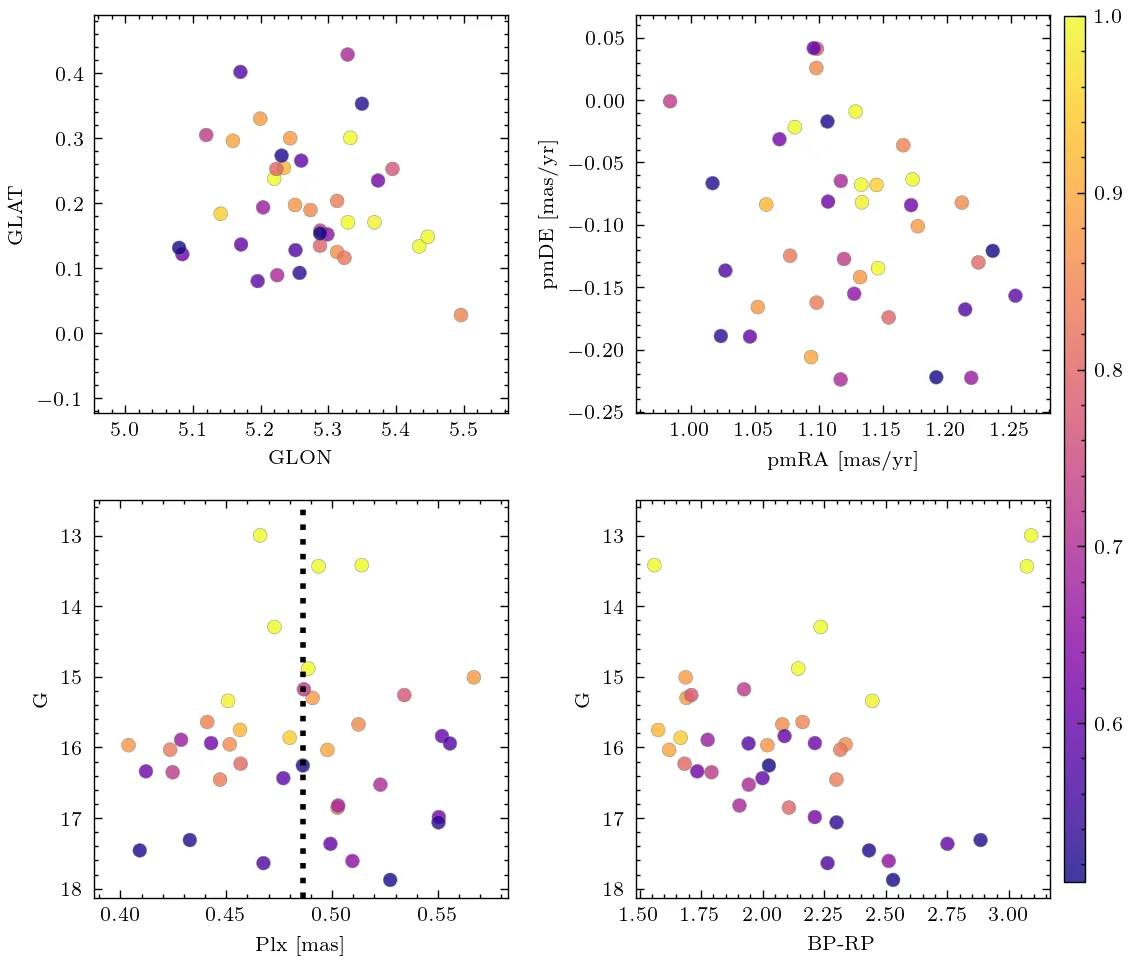 0.4
0.3
0.2
0.1
0.0
−0.1
GLAT
5.0 5.1 5.2 5.3 5.4 5.5
GLON
0.05
0.00
−0.05
−0.10
−0.15
−0.20
−0.25
pmDE [mas/yr]
1.00 1.05 1.10 1.15 1.20 1.25
pmRA [mas/yr]
13
14
15
16
17
18
G
0.40 0.45 0.50 0.55
Plx [mas]
13
14
15
16
17
18
G
1.50 1.75 2.00 2.25 2.50 2.75 3.00
BP-RP
1.0
0.9
0.8
0.7
0.6